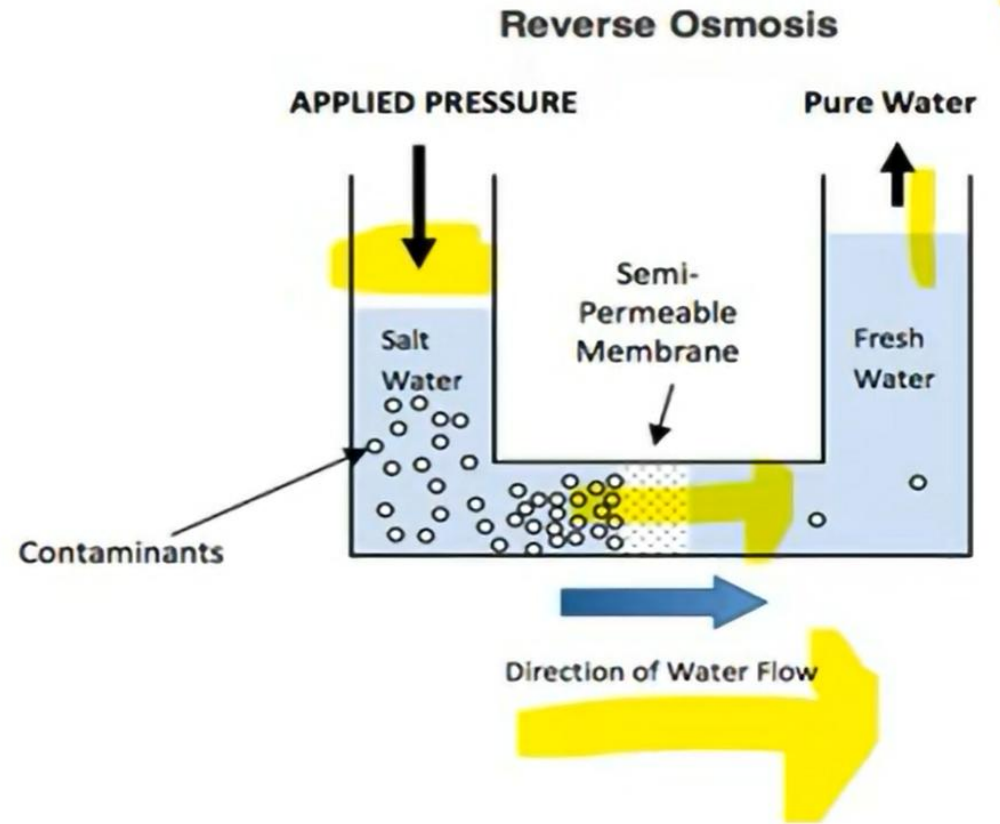 Reverse Osmosis
APPLIED PRESSURE
Pure Water
Semi-
Permeable
Membrane
Salt
Water
Fresh
Water
Contaminants
Direction of Water Flow